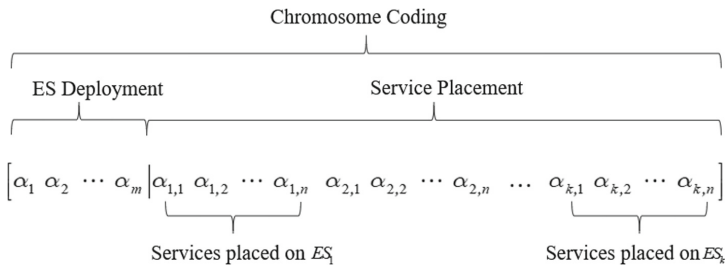 Chromosome Coding
ES Deployment
Service Placement
[α₁ α₂ ⋯ αₘ | α₁,₁ α₁,₂ ⋯ α₁,ₙ α₂,₁ α₂,₂ ⋯ α₂,ₙ … αₖ,₁ αₖ,₂ ⋯ αₖ,ₙ]
Services placed on ES₁
Services placed on ESₖ